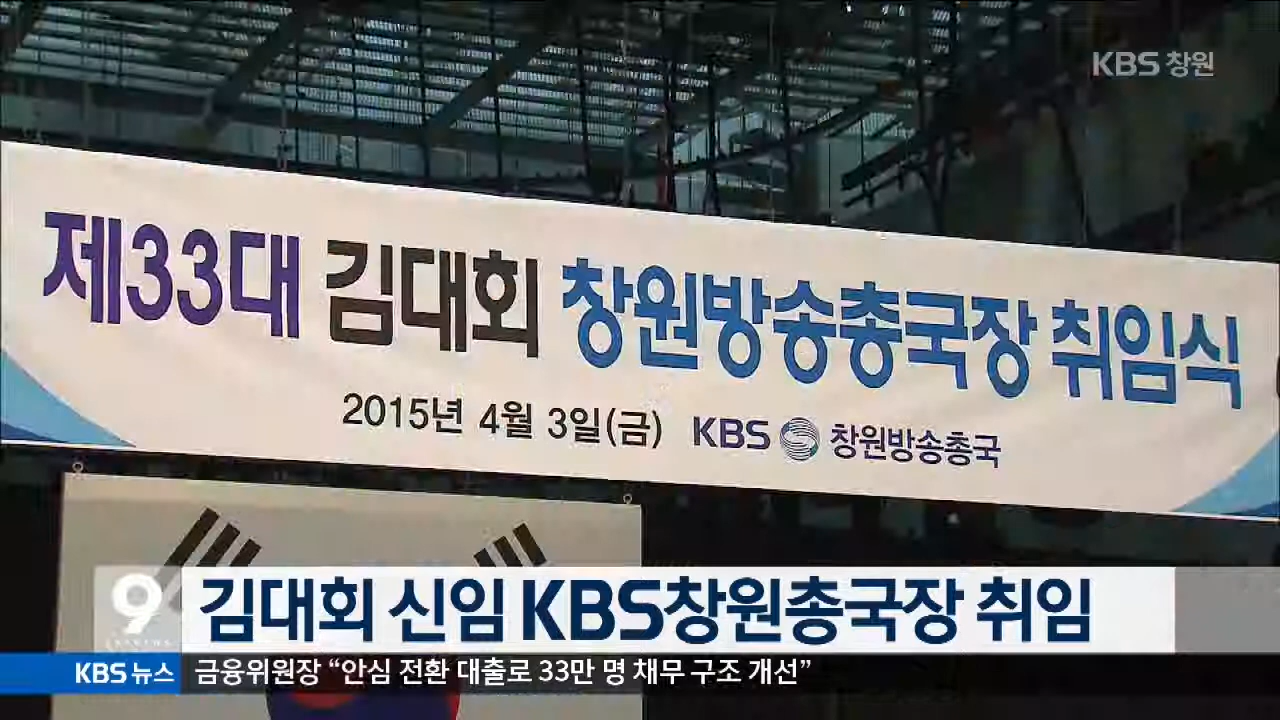 KBS 창원
제33대 김대회 창원방송총국장 취임식
2015년 4월 3일(금) KBS 창원방송총국
9
김대회 신임 KBS창원총국장 취임
KBS 뉴스 금융위원장 “안심 전환 대출로 33만 명 채무 구조 개선”